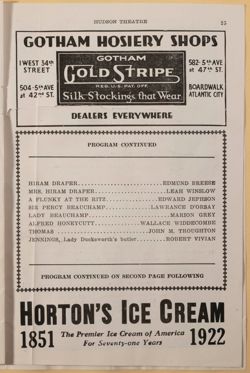 HUDSON THEATRE 25
GOTHAM HOSIERY SHOPS
1 WEST 34TH STREET
504-5TH AVE at 42ND ST.
GOTHAM
GOLD STRIPE
REG. U.S. PAT. OFF.
Silk Stockings that Wear
582-5TH AVE at 47TH ST.
BOARDWALK ATLANTIC CITY
DEALERS EVERYWHERE
PROGRAM CONTINUED
HIRAM DRAPER EDMUND BREESE
MRS. HIRAM DRAPER LEAH WINSLOW
A FLUNKY AT THE RITZ EDWARD JEPHSON
SIR PERCY BEAUCHAMP LAWRANCE D'ORSAY
LADY BEAUCHAMP MARION GREY
ALFRED HONEYCUTT WALLACE WIDDECOMBE
THOMAS JOHN M. TROUGHTON
JENNINGS, Lady Duckworth's butler ROBERT VIVIAN
PROGRAM CONTINUED ON SECOND PAGE FOLLOWING
HORTON'S ICE CREAM
1851 The Premier Ice Cream of America 1922
For Seventy-one Years